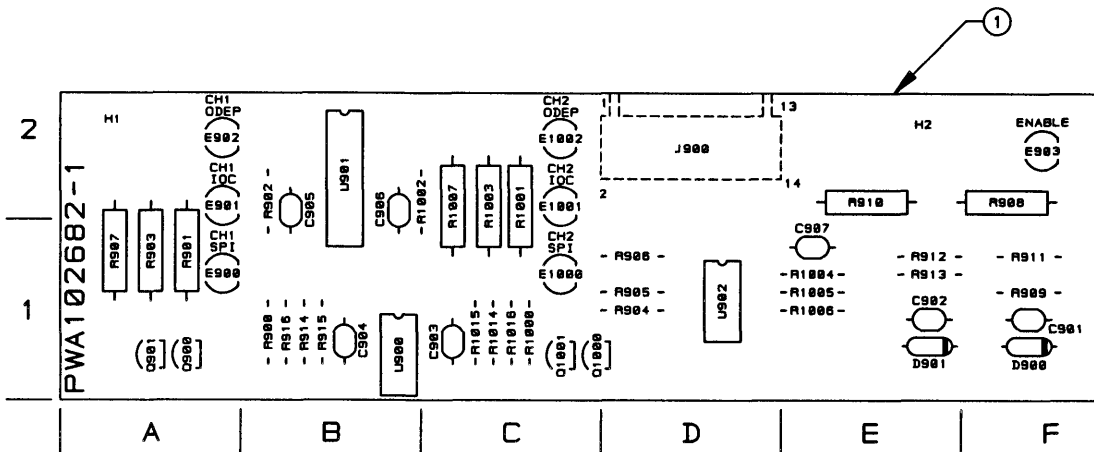 1
2
1
PWA102682-1
H1
CH1
ODEP
E902
CH1
IOC
E901
CH1
SPI
E900
R907
R903
R901
Q901
Q900
R902
C905
U901
C906
R1002
R900
R916
R914
R915
C904
U900
R1007
R1003
R1001
CH2
ODEP
E1002
CH2
IOC
E1001
CH2
SPI
E1000
C903
R1015
R1014
R1016
R1000
Q1001
Q1000
1
13
J900
2
14
R906
R905
R904
U902
H2
ENABLE
E903
R910
R908
C907
R1004
R1005
R1006
R912
R913
R911
R909
C902
C901
D901
D900
A
B
C
D
E
F